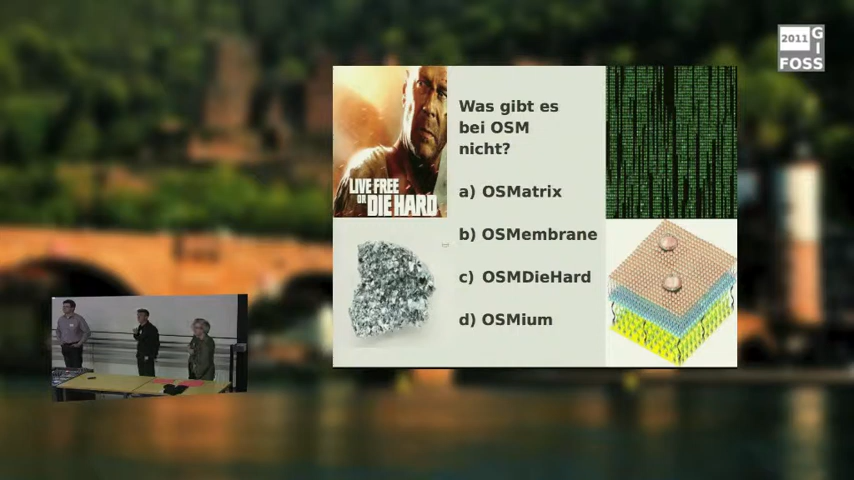 2011
G
I
FOSS
LIVE FREE
OR DIE HARD
Was gibt es
bei OSM
nicht?
a) OSMatrix
b) OSMembrane
c) OSMDieHard
d) OSMium